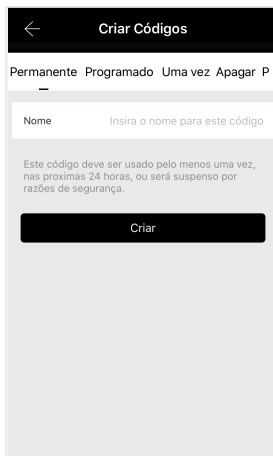 Criar Códigos
Permanente Programado Uma vez Apagar P
Nome Insira o nome para este código
Este código deve ser usado pelo menos uma vez,
nas proximas 24 horas, ou será suspenso por
razões de segurança.
Criar